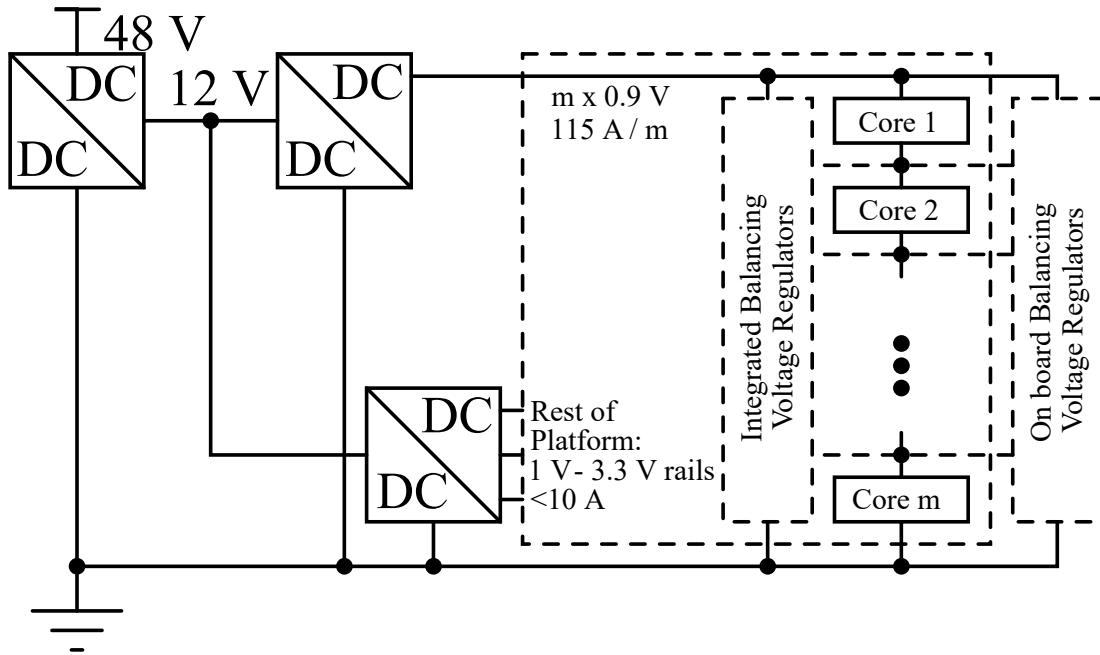 48 V
DC
DC
12 V
DC
DC
m x 0.9 V
115 A / m
Core 1
Core 2
Core m
Integrated Balancing
Voltage Regulators
On board Balancing
Voltage Regulators
DC
DC
Rest of
Platform:
1 V- 3.3 V rails
<10 A